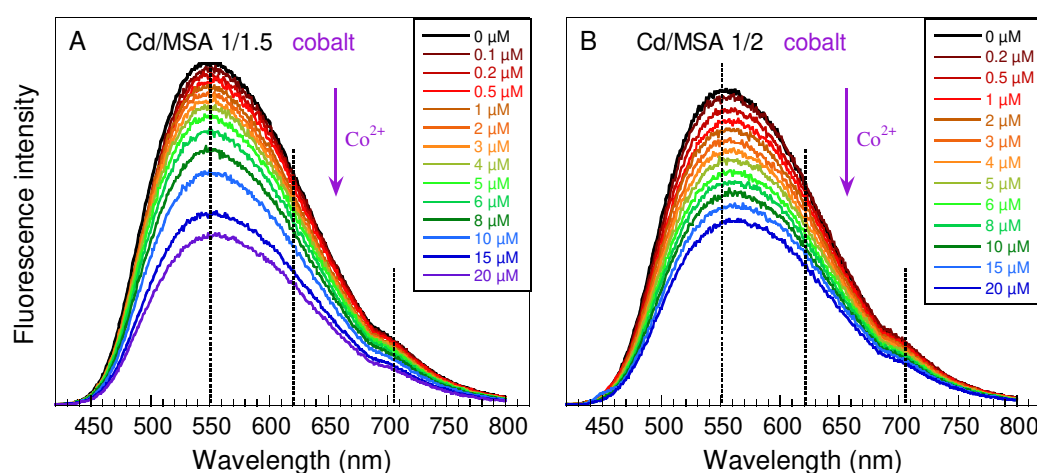 Fluorescence intensity
A
Cd/MSA 1/1.5 cobalt
Co²⁺
0 µM
0.1 µM
0.2 µM
0.5 µM
1 µM
2 µM
3 µM
4 µM
5 µM
6 µM
8 µM
10 µM
15 µM
20 µM
450 500 550 600 650 700 750 800
Wavelength (nm)
B
Cd/MSA 1/2 cobalt
Co²⁺
0 µM
0.2 µM
0.5 µM
1 µM
2 µM
3 µM
4 µM
5 µM
6 µM
8 µM
10 µM
15 µM
20 µM
450 500 550 600 650 700 750 800
Wavelength (nm)